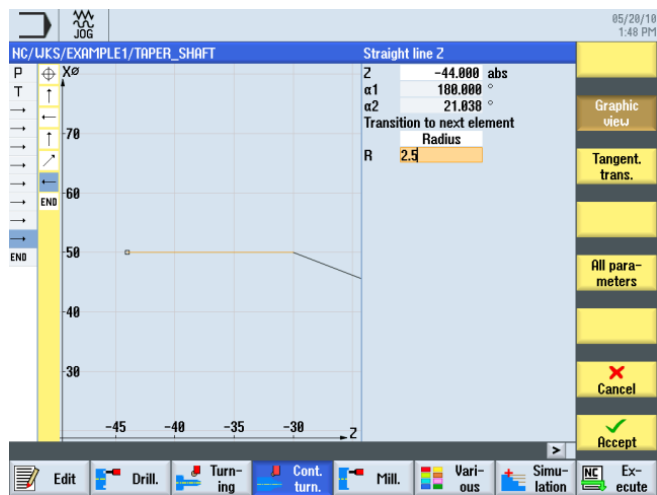 JOG
05/20/10
1:48 PM
NC/WKS/EXAMPLE1/TAPER_SHAFT
Straight line Z
P
T
END
END
XØ
-70
-60
-50
-40
-30
-45
-40
-35
-30
Z
Z -44.000 abs
α1 180.000 °
α2 21.038 °
Transition to next element
Radius
R 2.5
Graphic
view
Tangent.
trans.
All para-
meters
Cancel
Accept
>
Edit
Drill.
Turn-
ing
Cont.
turn.
Mill.
Vari-
ous
Simu-
lation
NC
Ex-
ecute